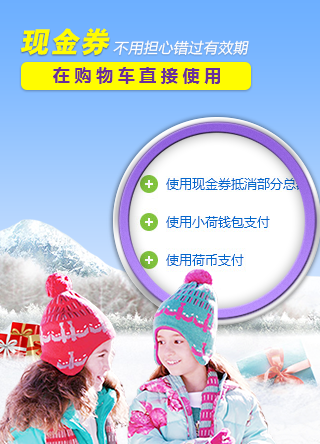 现金券 不用担心错过有效期
在购物车直接使用
使用现金券抵消部分总
使用小荷钱包支付
使用荷币支付